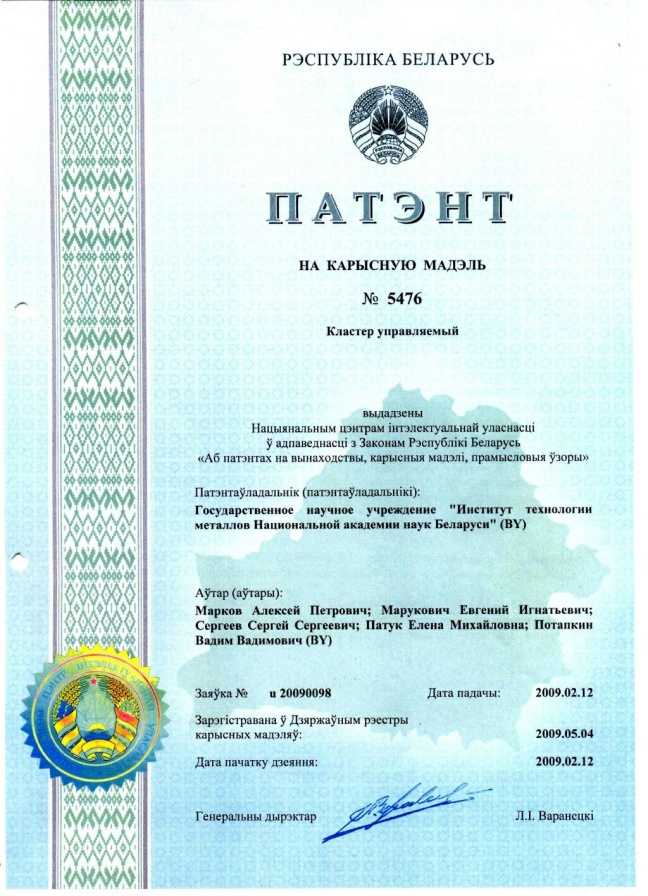 РЭСПУБЛІКА БЕЛАРУСЬ
ПАТЭНТ
НА КАРЫСНУЮ МАДЭЛЬ
№ 5476
Кластер управляемый
выдадзены
Нацыянальным цэнтрам інтэлектуальнай уласнасці
ў адпаведнасці з Законам Рэспублікі Беларусь
«Аб патэнтах на вынаходствы, карысныя мадэлі, прамысловыя ўзоры»
Патэнтаўладальнік (патэнтаўладальнікі):
Государственное научное учреждение "Институт технологии
металлов Национальной академии наук Беларуси" (BY)
Аўтар (аўтары):
Марков Алексей Петрович; Марукович Евгений Игнатьевич;
Сергеев Сергей Сергеевич; Патук Елена Михайловна; Потапкин
Вадим Вадимович (BY)
Заяўка № u 20090098 Дата падачы: 2009.02.12
Зарэгістравана ў Дзяржаўным рэестры
карысных мадэляў: 2009.05.04
Дата пачатку дзеяння: 2009.02.12
Генеральны дырэктар Л.І. Варанецкі